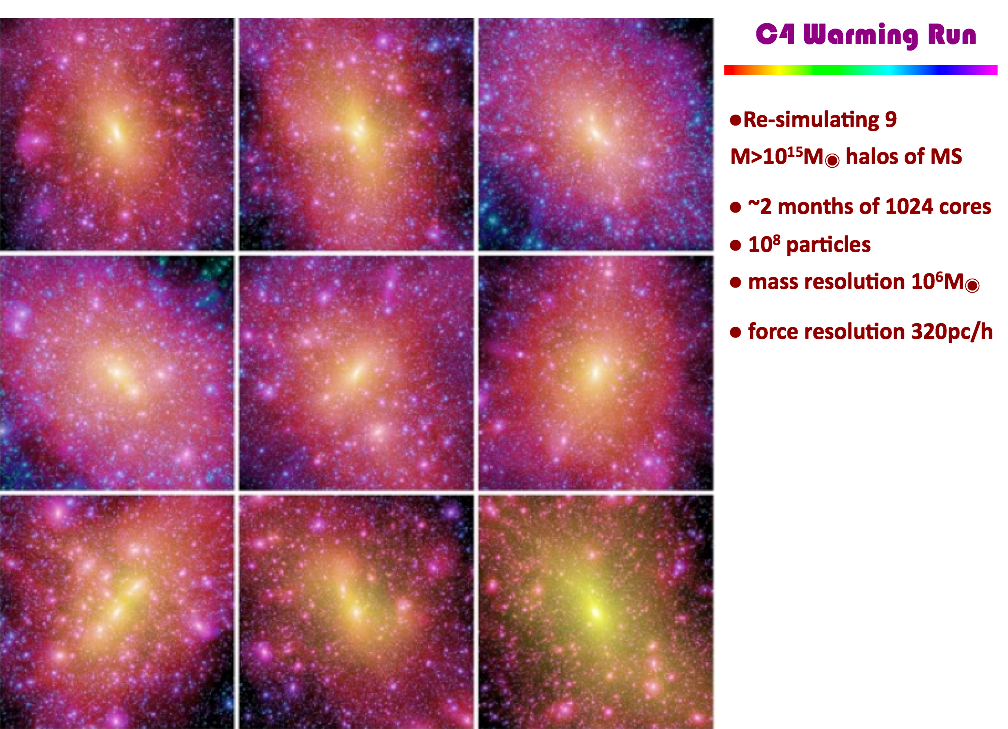 C4 Warming Run
●Re-simulating 9
M>10¹⁵M◉ halos of MS
● ~2 months of 1024 cores
● 10⁸ particles
● mass resolution 10⁶M◉
● force resolution 320pc/h